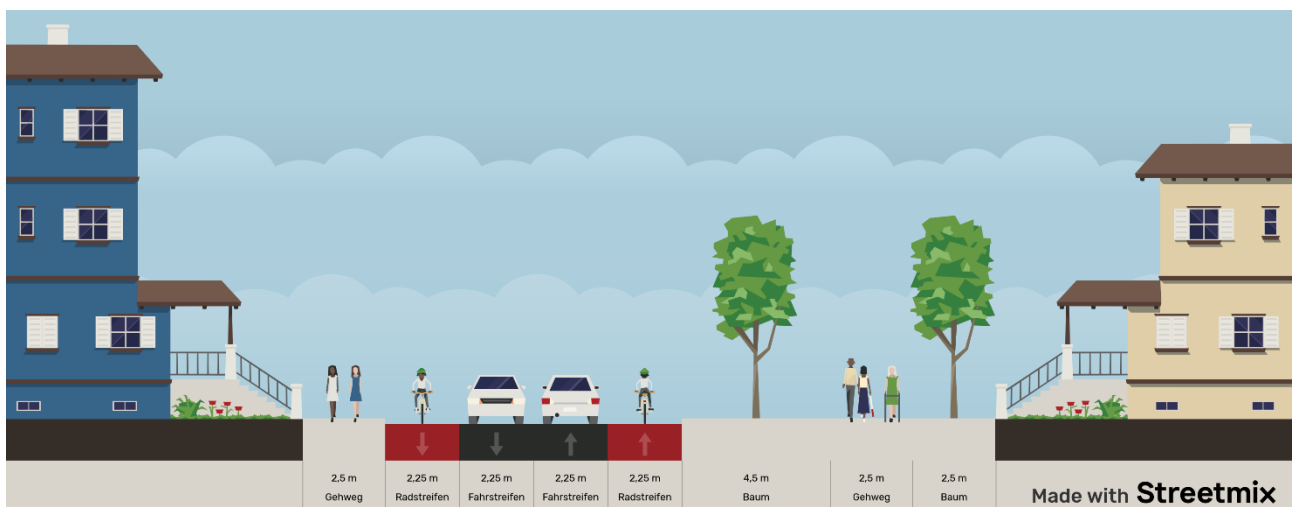 2,5 m
Gehweg
2,25 m
Radstreifen
2,25 m
Fahrstreifen
2,25 m
Fahrstreifen
2,25 m
Radstreifen
4,5 m
Baum
2,5 m
Gehweg
2,5 m
Baum
Made with Streetmix